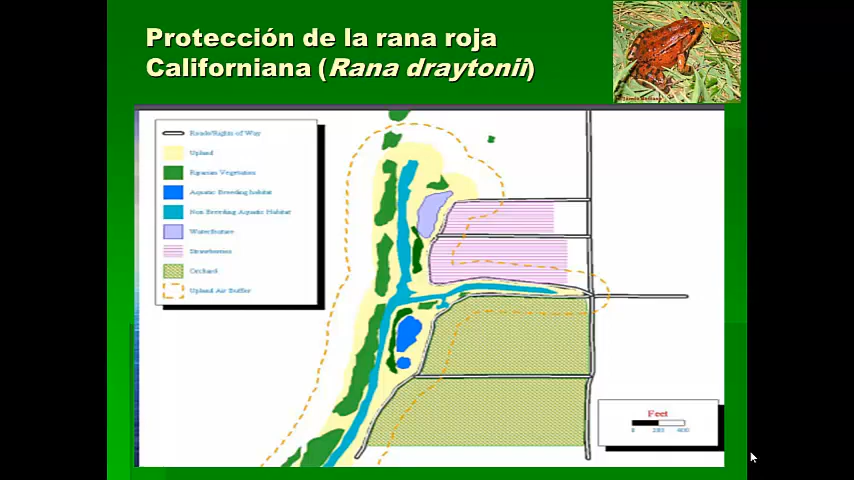 Protección de la rana roja
Californiana (Rana draytonii)
Roads/Rights of Way
Upland
Riparian Vegetation
Aquatic Breeding Habitat
Non Breeding Aquatic Habitat
Waterfeature
Strawberries
Orchard
Upland Air Buffer
Feet
0 200 400